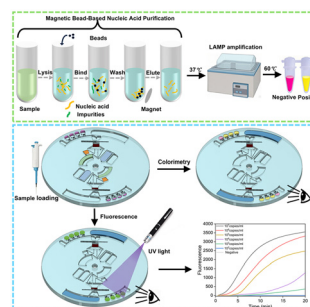 Magnetic Bead-Based Nucleic Acid Purification
Beads
Lysis Bind Wash Elute
Sample
Nucleic acid
Impurities
Magnet
37 ℃
LAMP amplification
60 ℃
Negative Posi
Sample loading
Colorimetry
Fluorescence
UV light
Fluorescence
4000
3500
3000
2500
2000
1500
1000
500
0
Negative
0 5 10 15 20
Time (min)